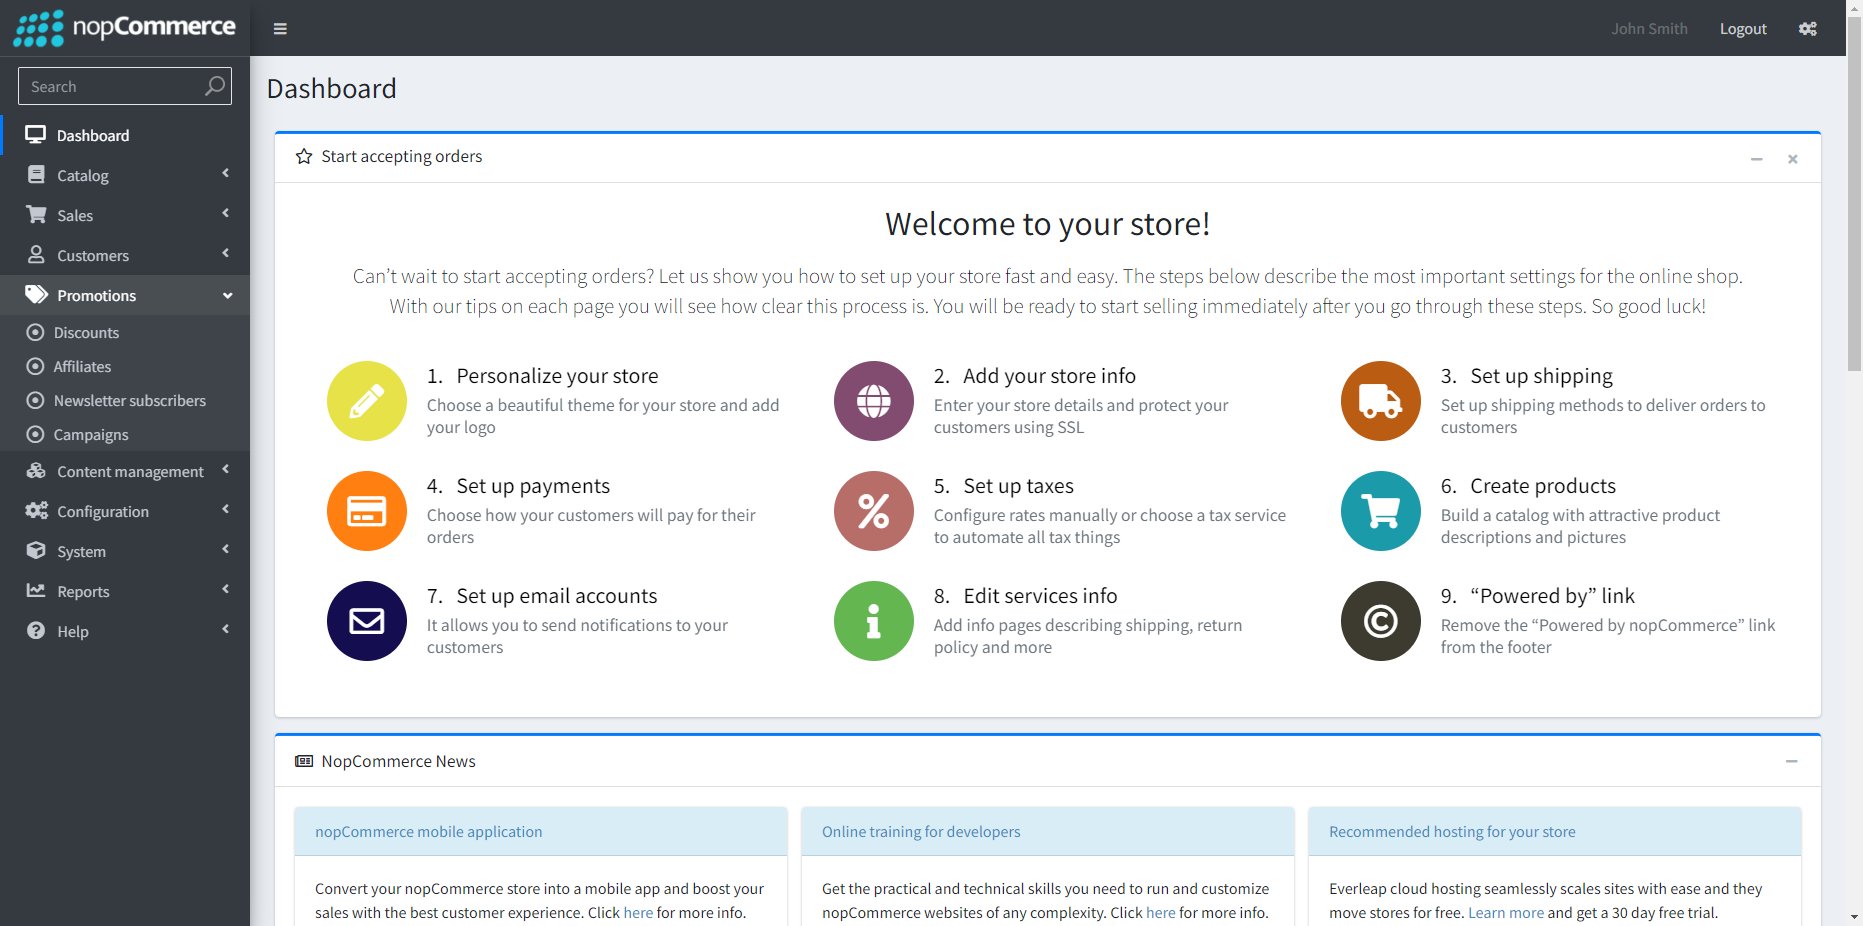 nopCommerce
John Smith
Logout
Search
Dashboard
Catalog
Sales
Customers
Promotions
Discounts
Affiliates
Newsletter subscribers
Campaigns
Content management
Configuration
System
Reports
Help
Dashboard
Start accepting orders
Welcome to your store!
Can’t wait to start accepting orders? Let us show you how to set up your store fast and easy. The steps below describe the most important settings for the online shop.
With our tips on each page you will see how clear this process is. You will be ready to start selling immediately after you go through these steps. So good luck!
1. Personalize your store
Choose a beautiful theme for your store and add
your logo
2. Add your store info
Enter your store details and protect your
customers using SSL
3. Set up shipping
Set up shipping methods to deliver orders to
customers
4. Set up payments
Choose how your customers will pay for their
orders
5. Set up taxes
Configure rates manually or choose a tax service
to automate all tax things
6. Create products
Build a catalog with attractive product
descriptions and pictures
7. Set up email accounts
It allows you to send notifications to your
customers
8. Edit services info
Add info pages describing shipping, return
policy and more
9. “Powered by” link
Remove the “Powered by nopCommerce” link
from the footer
NopCommerce News
nopCommerce mobile application
Convert your nopCommerce store into a mobile app and boost your
sales with the best customer experience. Click here for more info.
Online training for developers
Get the practical and technical skills you need to run and customize
nopCommerce websites of any complexity. Click here for more info.
Recommended hosting for your store
Everleap cloud hosting seamlessly scales sites with ease and they
move stores for free. Learn more and get a 30 day free trial.